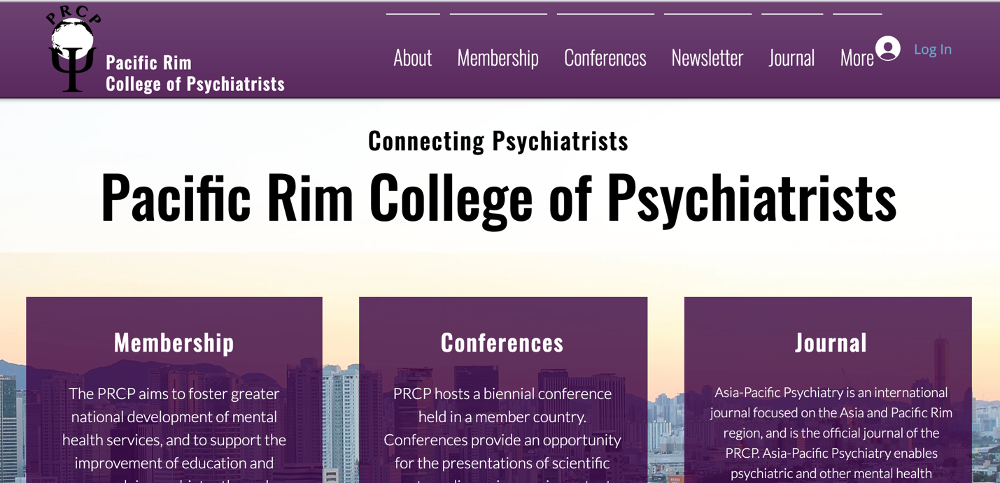 PRCP
Pacific Rim
College of Psychiatrists
About Membership Conferences Newsletter Journal More Log In
Connecting Psychiatrists
Pacific Rim College of Psychiatrists
Membership
The PRCP aims to foster greater
national development of mental
health services, and to support the
improvement of education and
Conferences
PRCP hosts a biennial conference
held in a member country.
Conferences provide an opportunity
for the presentations of scientific
Journal
Asia-Pacific Psychiatry is an international
journal focused on the Asia and Pacific Rim
region, and is the official journal of the
PRCP. Asia-Pacific Psychiatry enables
psychiatric and other mental health